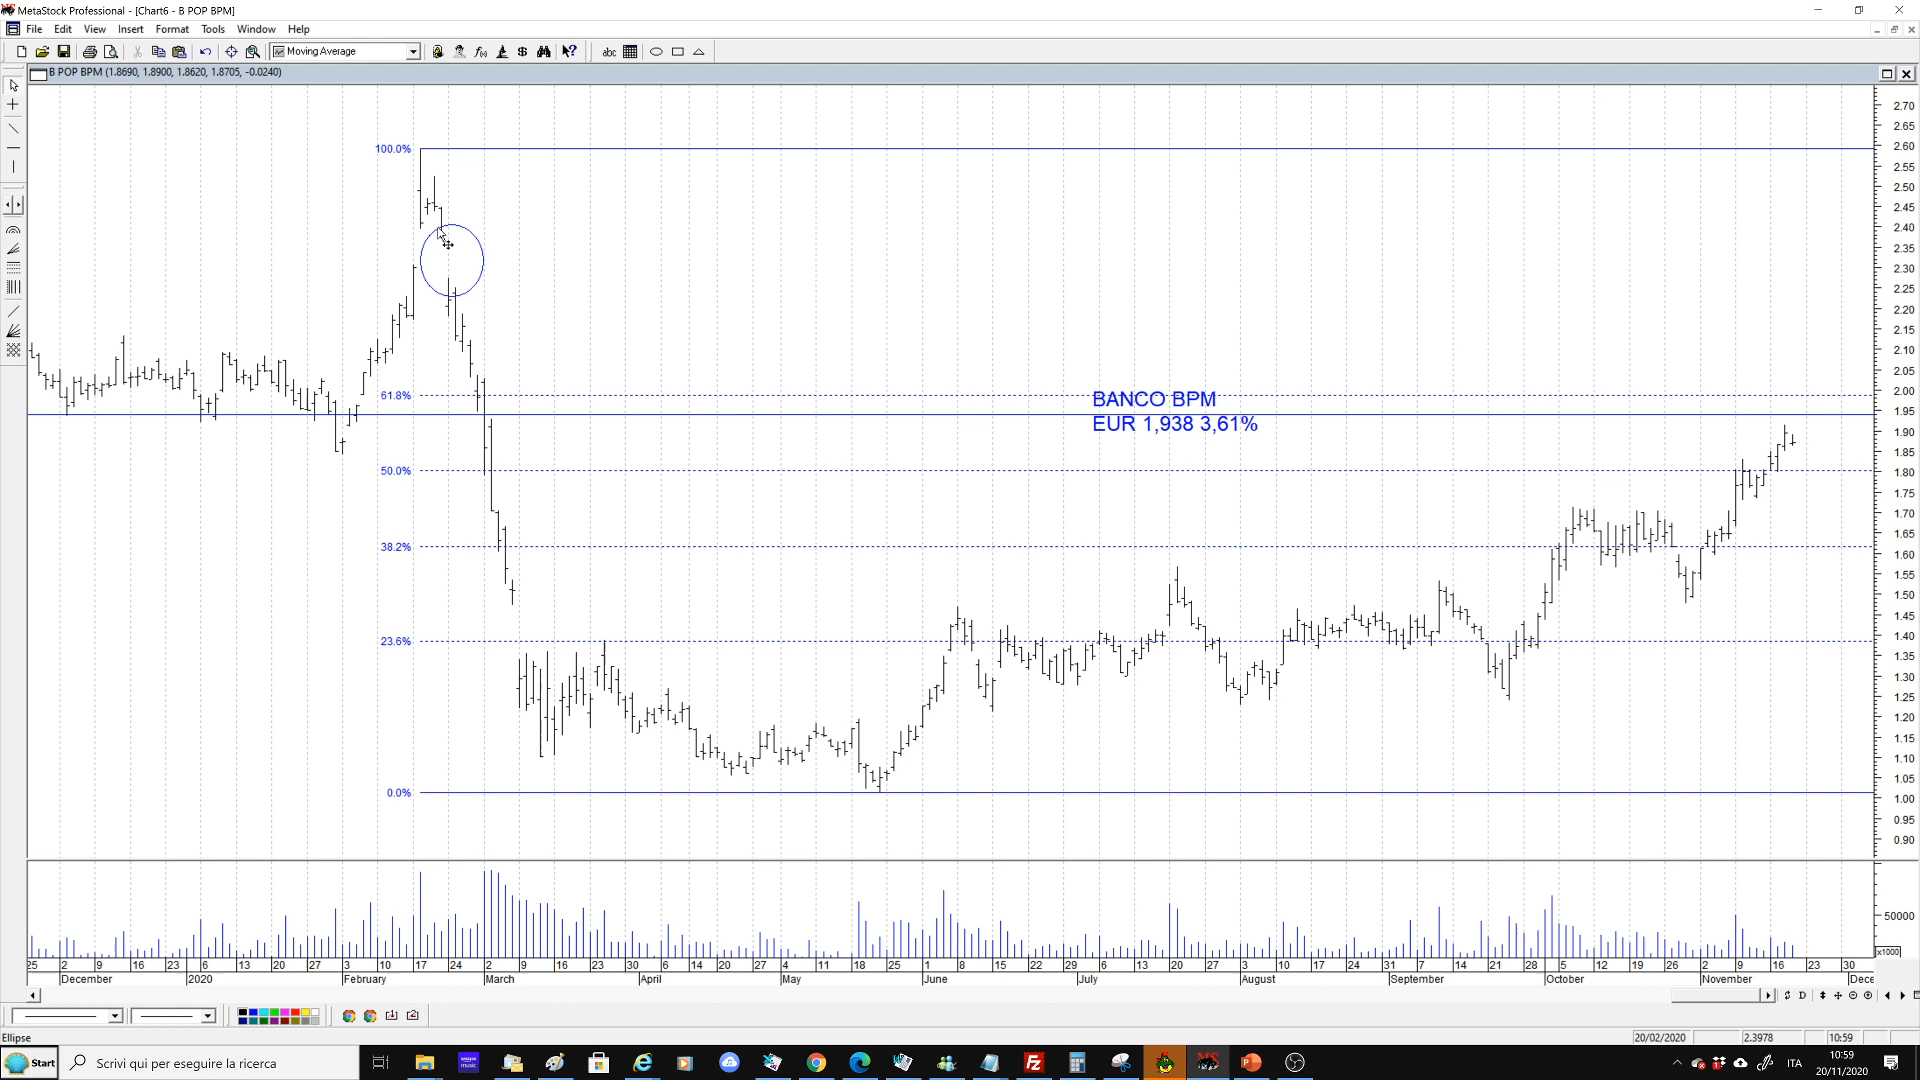 MetaStock Professional - [Chart6 - B POP BPM]
File Edit View Insert Format Tools Window Help
Moving Average
abc
B POP BPM (1.8690, 1.8900, 1.8620, 1.8705, -0.0240)
100.0%
61.8%
50.0%
38.2%
23.6%
0.0%
BANCO BPM
EUR 1,938 3,61%
2.70
2.65
2.60
2.55
2.50
2.45
2.40
2.35
2.30
2.25
2.20
2.15
2.10
2.05
2.00
1.95
1.90
1.85
1.80
1.75
1.70
1.65
1.60
1.55
1.50
1.45
1.40
1.35
1.30
1.25
1.20
1.15
1.10
1.05
1.00
0.95
0.90
50000
x1000
25 2 9 16 23 6 13 20 27 3 10 17 24 2 9 16 23 30 6 14 20 27 4 11 18 25 1 8 15 22 29 6 13 20 27 3 10 17 24 31 7 14 21 28 5 12 19 26 2 9 16 23 30
December 2020 February March April May June July August September October November Dece
D
Ellipse
20/02/2020 2.3978 10:59
Start
Scrivi qui per eseguire la ricerca
ITA
10:59
20/11/2020